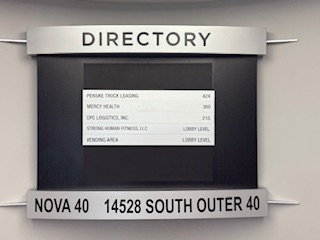 DIRECTORY
PENSKE TRUCK LEASING 424
MERCY HEALTH 300
CPC LOGISTICS, INC. 210
STRONG HUMAN FITNESS, LLC LOBBY LEVEL
VENDING AREA LOBBY LEVEL
NOVA 40 14528 SOUTH OUTER 40